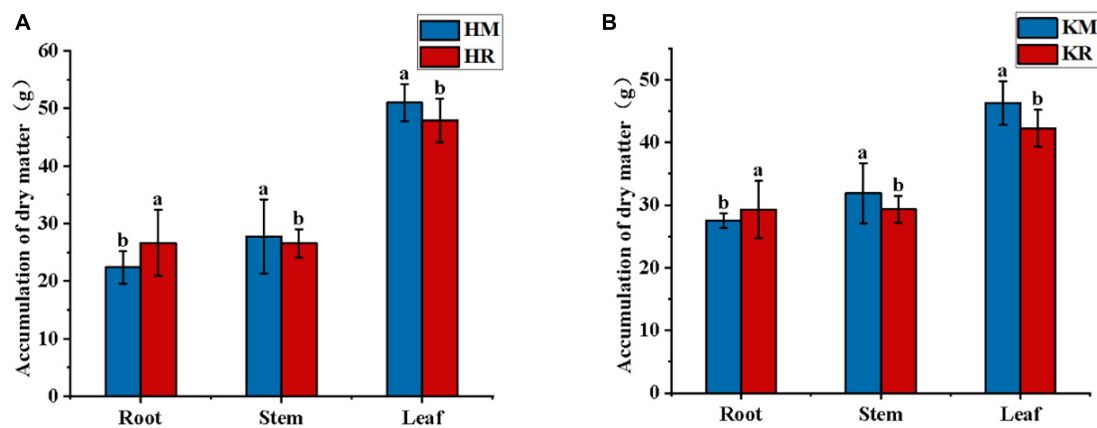 A
HM
HR
Accumulation of dry matter（g）
60
50
40
30
20
10
0
b
a
a
b
a
b
Root
Stem
Leaf
B
KM
KR
Accumulation of dry matter（g）
50
40
30
20
10
0
b
a
a
b
a
b
Root
Stem
Leaf